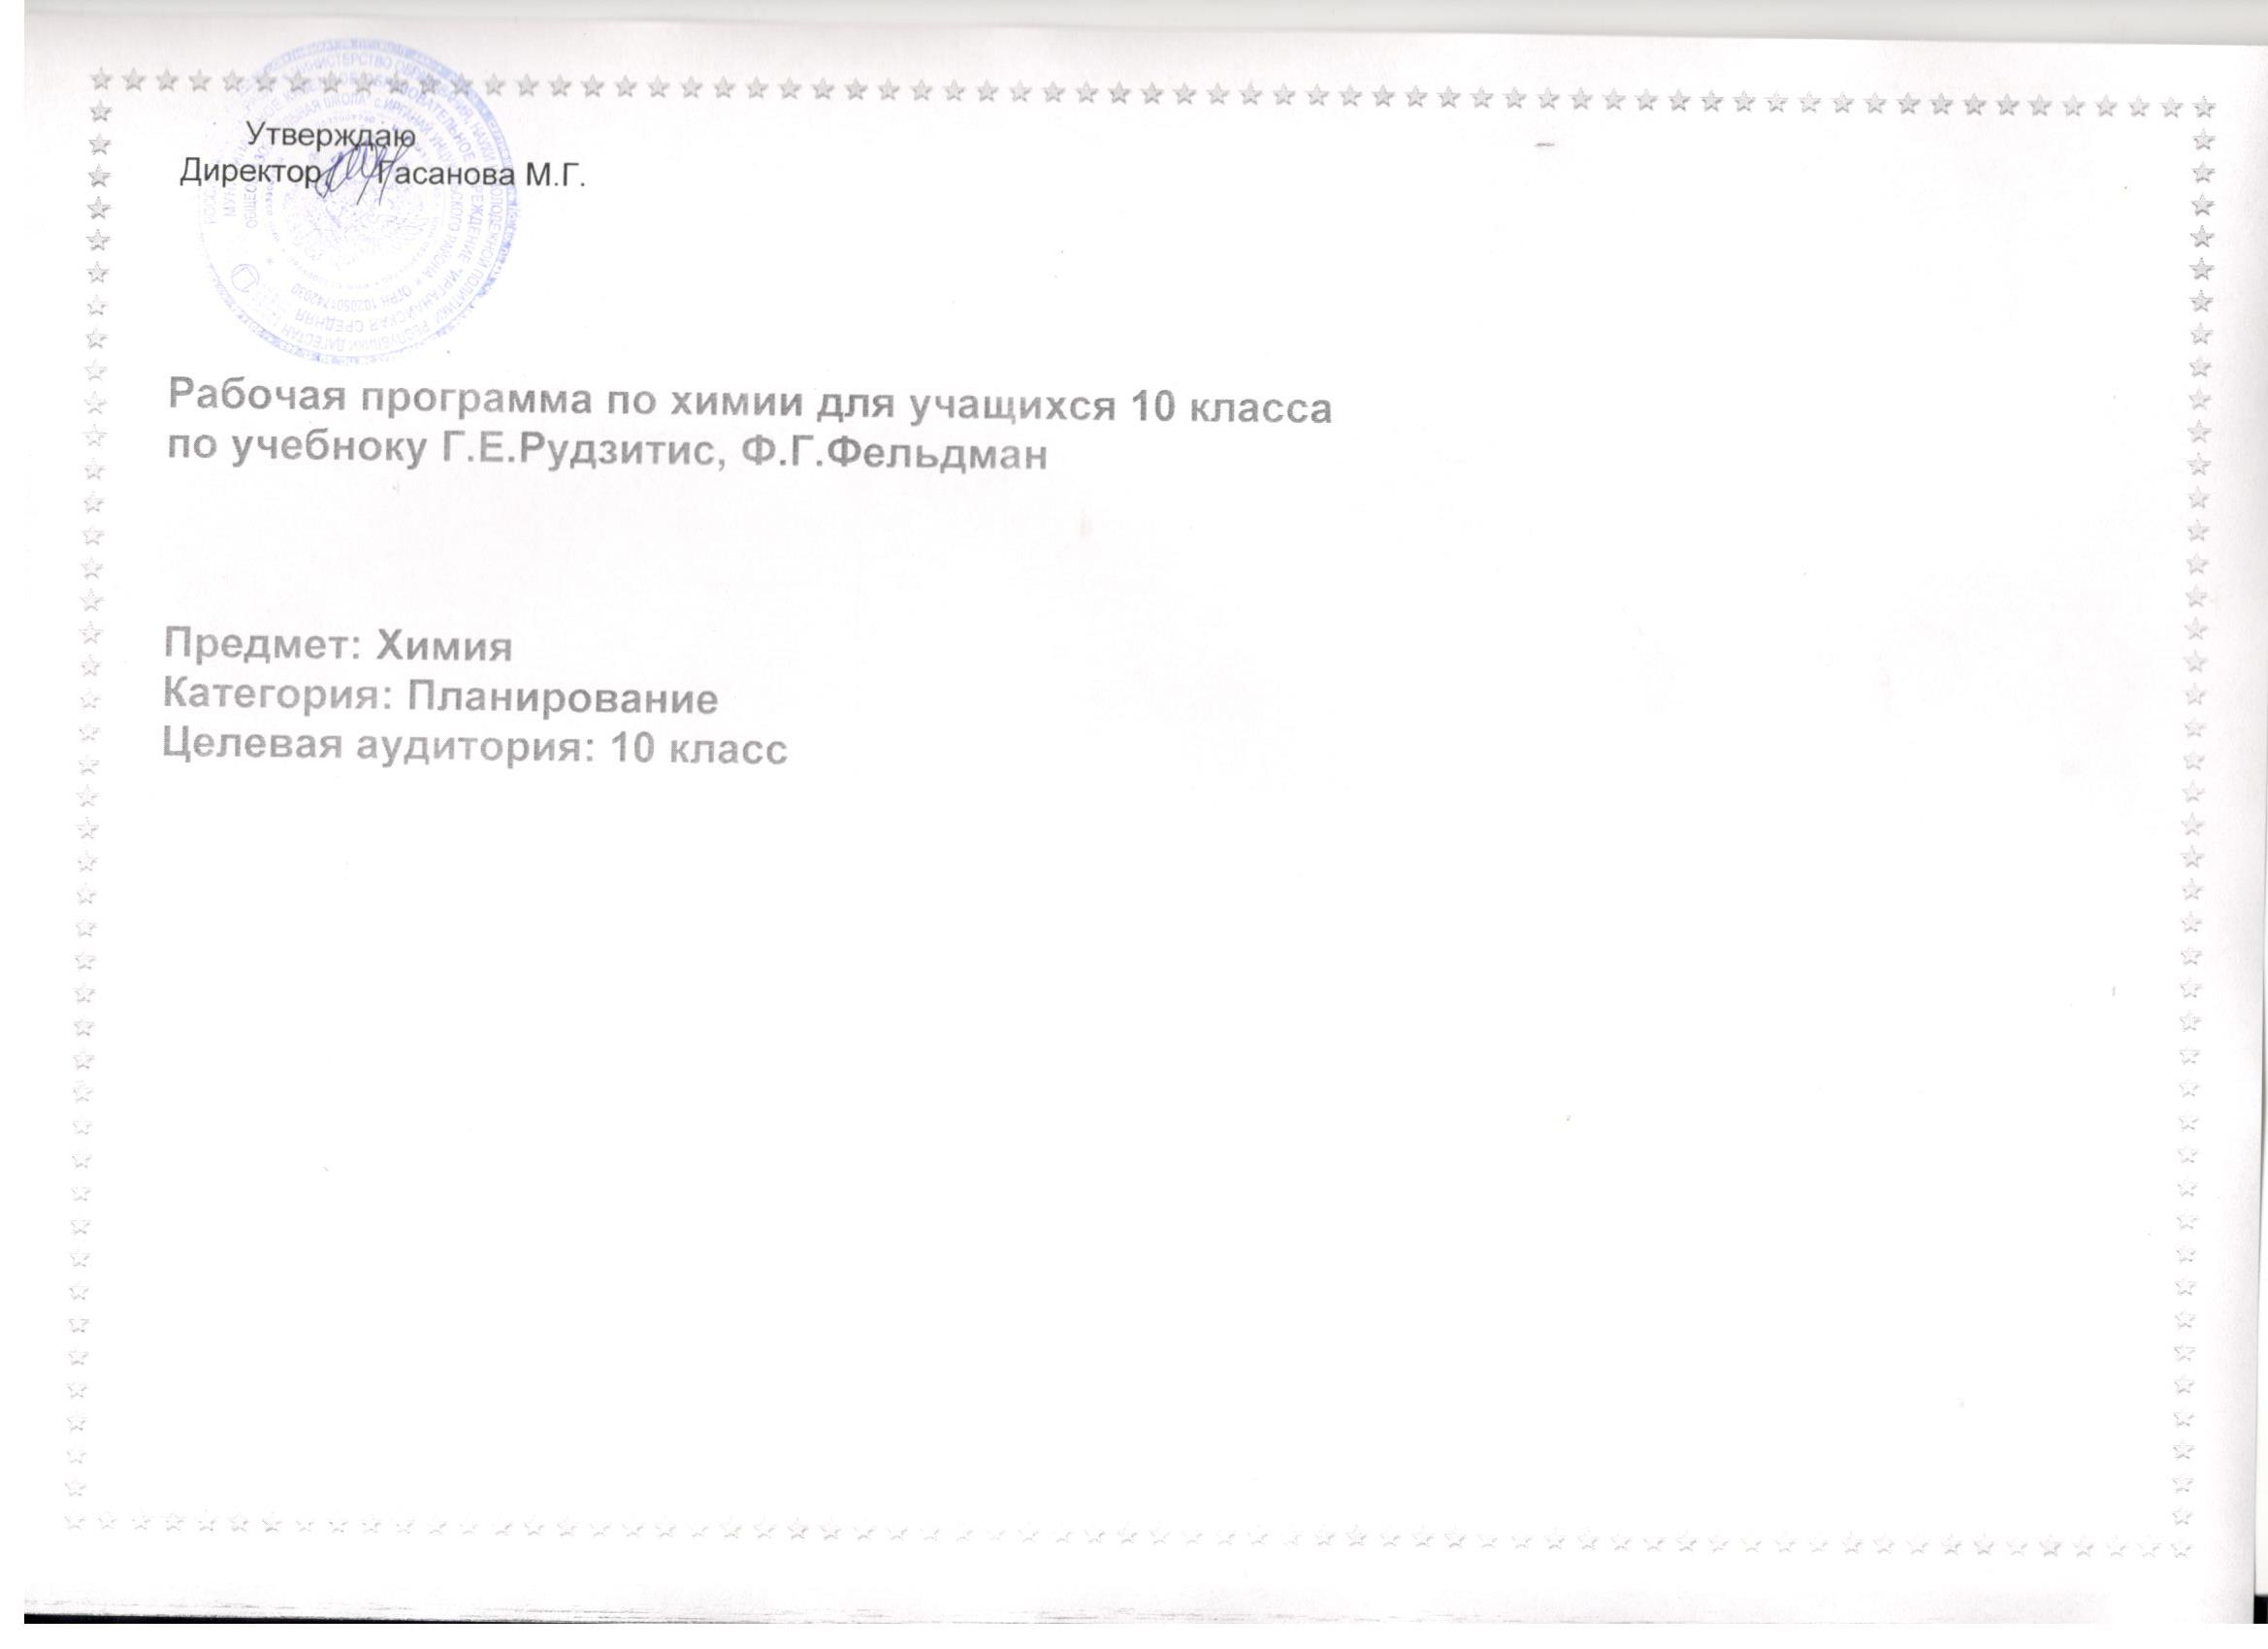 Утверждаю
Директор Гасанова М.Г.
Рабочая программа по химии для учащихся 10 класса
по учебноку Г.Е.Рудзитис, Ф.Г.Фельдман
Предмет: Химия
Категория: Планирование
Целевая аудитория: 10 класс